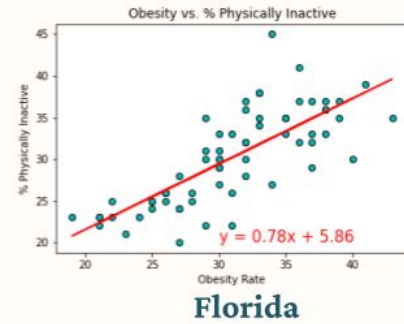 Obesity vs. % Physically Inactive
45
40
35
30
25
20
% Physically Inactive
y = 0.78x + 5.86
20 25 30 35 40
Obesity Rate
Florida